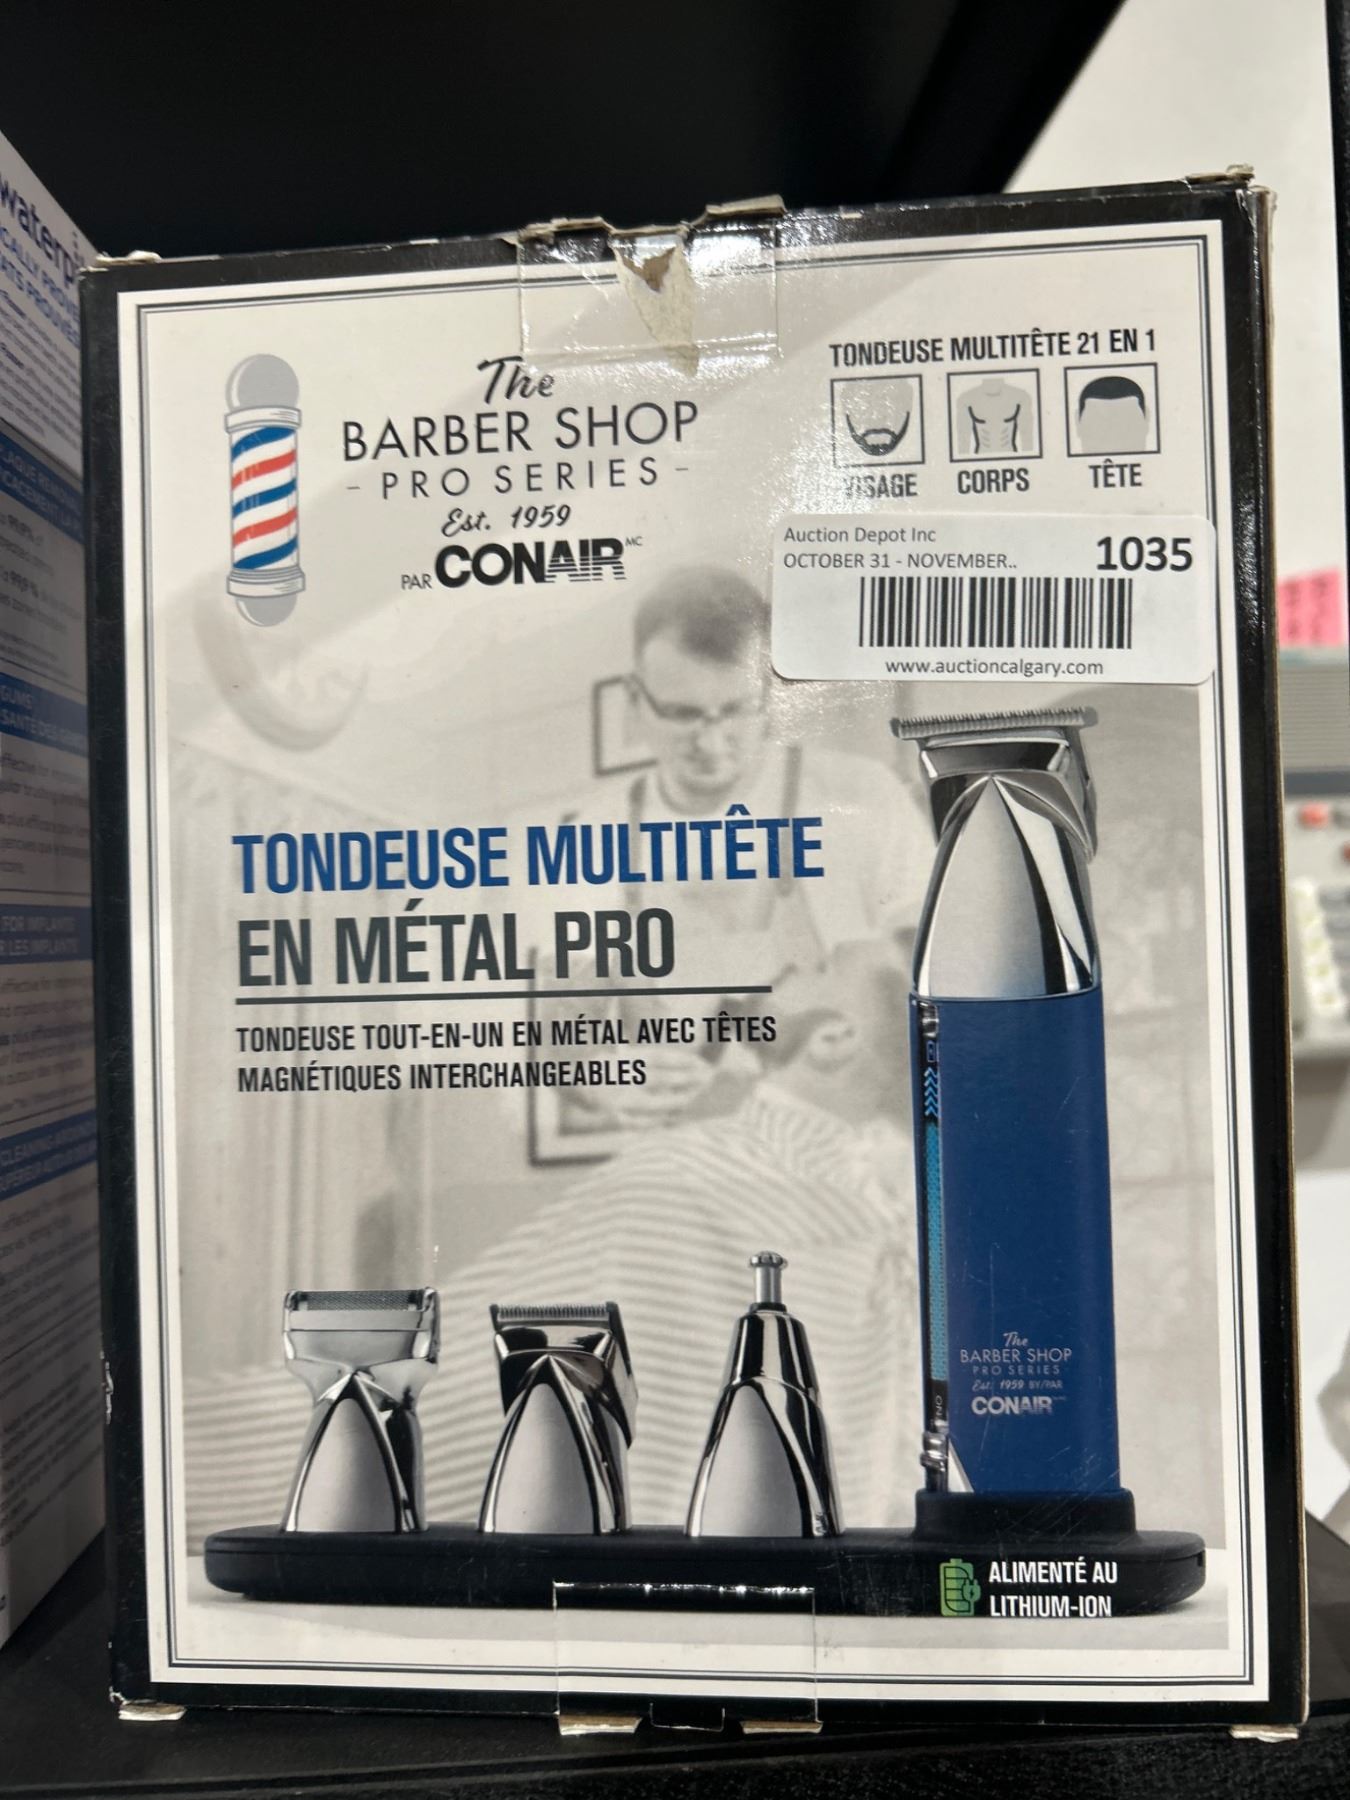 The
BARBER SHOP
- PRO SERIES -
Est. 1959
PAR CONAIR MC
TONDEUSE MULTITÊTE 21 EN 1
VISAGE CORPS TÊTE
Auction Depot Inc
OCTOBER 31 - NOVEMBER..
1035
www.auctioncalgary.com
TONDEUSE MULTITÊTE
EN MÉTAL PRO
TONDEUSE TOUT-EN-UN EN MÉTAL AVEC TÊTES
MAGNÉTIQUES INTERCHANGEABLES
The
BARBER SHOP
PRO SERIES
Est. 1959 BY/PAR
CONAIR
ON
ALIMENTÉ AU
LITHIUM-ION
waterpi